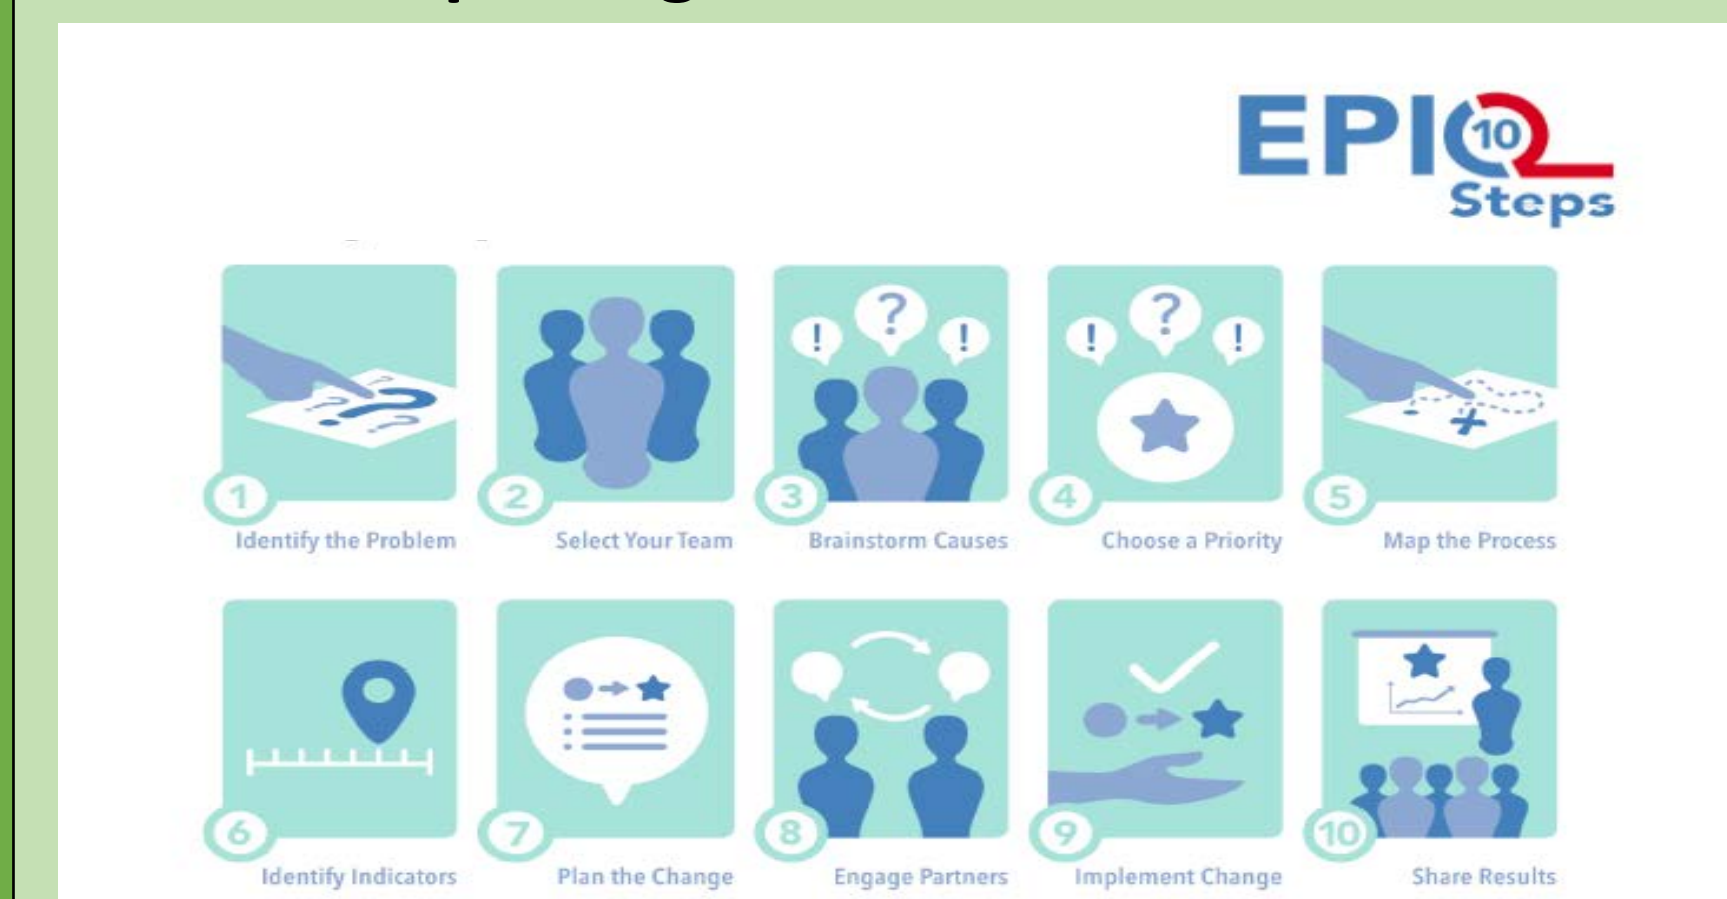 EPIQ
10
Steps
?
! !
?
! !
1
2
3
4
5
Identify the Problem
Select Your Team
Brainstorm Causes
Choose a Priority
Map the Process
6
7
8
9
10
Identify Indicators
Plan the Change
Engage Partners
Implement Change
Share Results